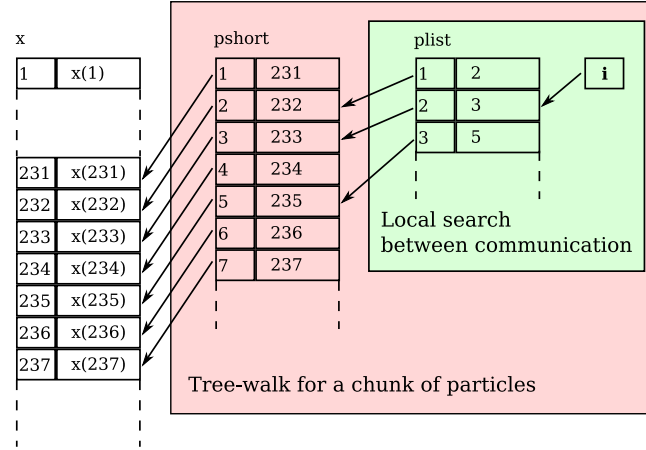 x
1 x(1)
231 x(231)
232 x(232)
233 x(233)
234 x(234)
235 x(235)
236 x(236)
237 x(237)
pshort
1 231
2 232
3 233
4 234
5 235
6 236
7 237
plist
1 2
2 3
3 5
i
Local search
between communication
Tree-walk for a chunk of particles